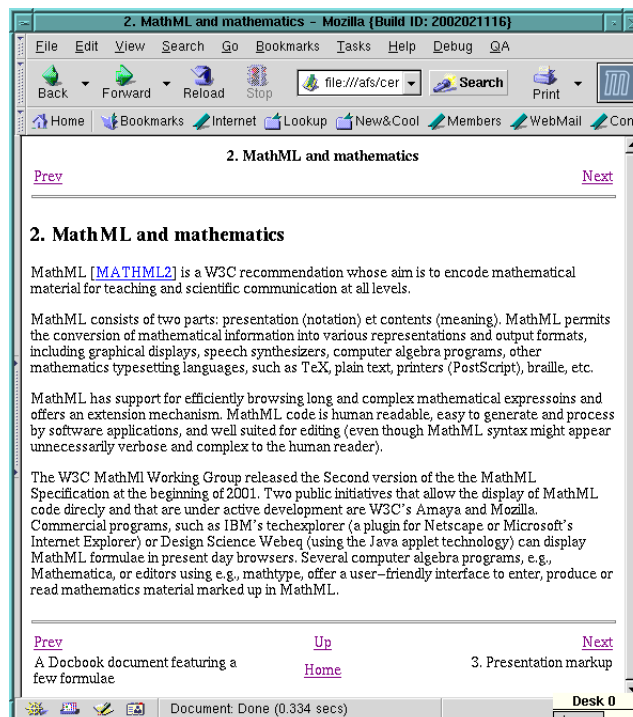 2. MathML and mathematics – Mozilla {Build ID: 2002021116}
File Edit View Search Go Bookmarks Tasks Help Debug QA
Back Forward Reload Stop file:///afs/cer Search Print
Home Bookmarks Internet Lookup New&Cool Members WebMail Con
2. MathML and mathematics
Prev Next
2. MathML and mathematics
MathML [MATHML2] is a W3C recommendation whose aim is to encode mathematical
material for teaching and scientific communication at all levels.
MathML consists of two parts: presentation (notation) et contents (meaning). MathML permits
the conversion of mathematical information into various representations and output formats,
including graphical displays, speech synthesizers, computer algebra programs, other
mathematics typesetting languages, such as TeX, plain text, printers (PostScript), braille, etc.
MathML has support for efficiently browsing long and complex mathematical expressoins and
offers an extension mechanism. MathML code is human readable, easy to generate and process
by software applications, and well suited for editing (even though MathML syntax might appear
unnecessarily verbose and complex to the human reader).
The W3C MathMl Working Group released the Second version of the the MathML
Specification at the beginning of 2001. Two public initiatives that allow the display of MathML
code direcly and that are under active development are W3C's Amaya and Mozilla.
Commercial programs, such as IBM's techexplorer (a plugin for Netscape or Microsoft's
Internet Explorer) or Design Science Webeq (using the Java applet technology) can display
MathML formulae in present day browsers. Several computer algebra programs, e.g.,
Mathematica, or editors using e.g., mathtype, offer a user–friendly interface to enter, produce or
read mathematics material marked up in MathML.
Prev Up Next
A Docbook document featuring a Home 3. Presentation markup
few formulae
Document: Done (0.334 secs)
Desk 0